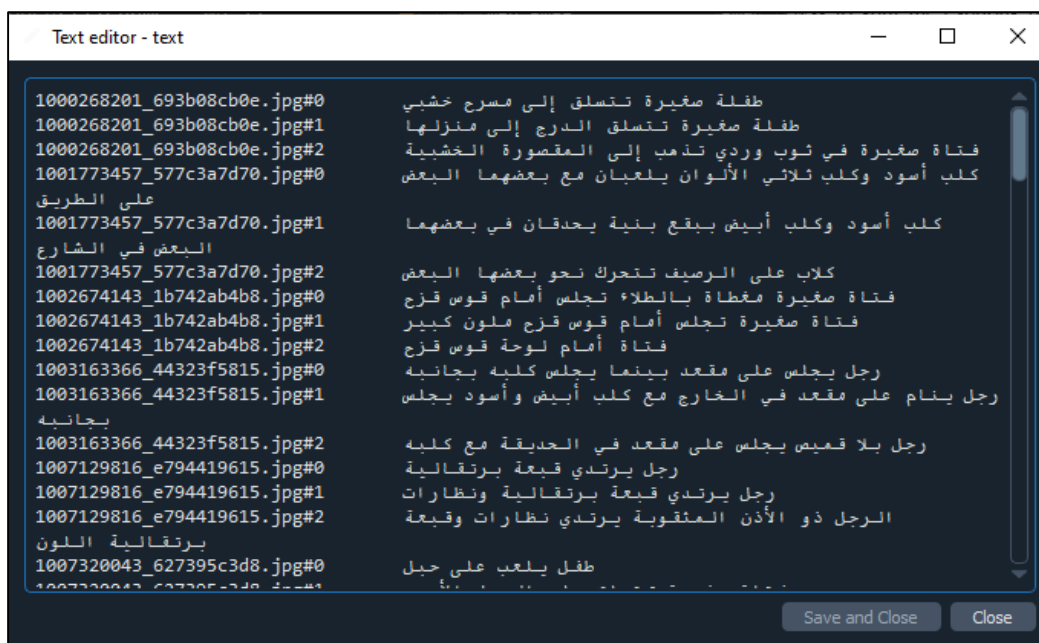 Text editor - text
1000268201_693b08cb0e.jpg#0 طفلة صغيرة تتسلق إلى مسرح خشبي
1000268201_693b08cb0e.jpg#1 طفلة صغيرة تتسلق الدرج إلى منزلها
1000268201_693b08cb0e.jpg#2 فتاة صغيرة في ثوب وردي تذهب إلى المقصورة الخشبية
1001773457_577c3a7d70.jpg#0 كلب أسود وكلب ثلاثي الألوان يلعبان مع بعضهما البعض
على الطريق
1001773457_577c3a7d70.jpg#1 كلب أسود وكلب أبيض ببقع بنية يحدقان في بعضهما
البعض في الشارع
1001773457_577c3a7d70.jpg#2 كلاب على الرصيف تتحرك نحو بعضها البعض
1002674143_1b742ab4b8.jpg#0 فتاة صغيرة مغطاة بالطلاء تجلس أمام قوس قزح
1002674143_1b742ab4b8.jpg#1 فتاة صغيرة تجلس أمام قوس قزح ملون كبير
1002674143_1b742ab4b8.jpg#2 فتاة أمام لوحة قوس قزح
1003163366_44323f5815.jpg#0 رجل يجلس على مقعد بينما يجلس كلبه بجانبه
1003163366_44323f5815.jpg#1 رجل ينام على مقعد في الخارج مع كلب أبيض وأسود يجلس
بجانبه
1003163366_44323f5815.jpg#2 رجل بلا قميص يجلس على مقعد في الحديقة مع كلبه
1007129816_e794419615.jpg#0 رجل يرتدي قبعة برتقالية
1007129816_e794419615.jpg#1 رجل يرتدي قبعة برتقالية ونظارات
1007129816_e794419615.jpg#2 الرجل ذو الأذن المثقوبة يرتدي نظارات وقبعة
برتقالية اللون
1007320043_627395c3d8.jpg#0 طفل يلعب على حبل
Save and Close
Close